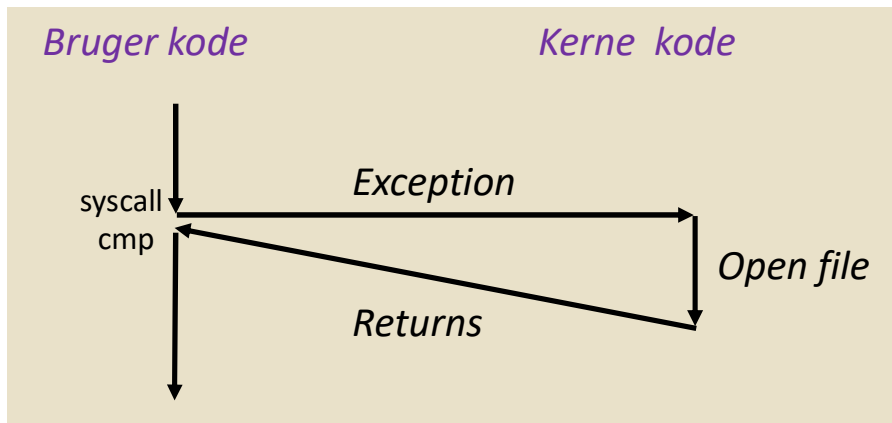 Bruger kode
Kerne kode
Exception
syscall
cmp
Open file
Returns